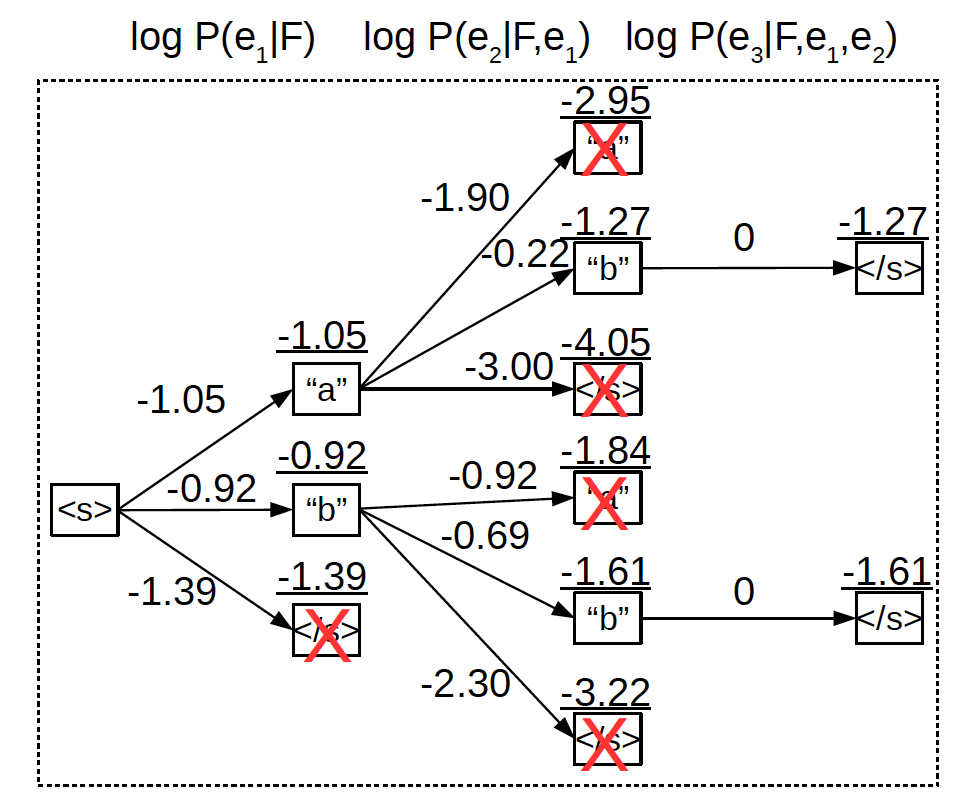 log P(e1|F) log P(e2|F,e1) log P(e3|F,e1,e2)
-2.95
“a”
-1.90
-1.27 -1.27
-0.22 “b” 0 </s>
-1.05 -4.05
-3.00
“a” </s>
-1.05
-0.92 -1.84
-0.92
<s> -0.92 “b” “a”
-0.69
-1.39 -1.39 -1.61 0 -1.61
</s> “b” </s>
-2.30 -3.22
</s>